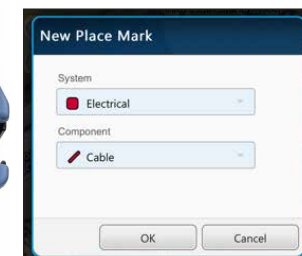 New Place Mark
System
Electrical
Component
Cable
OK
Cancel